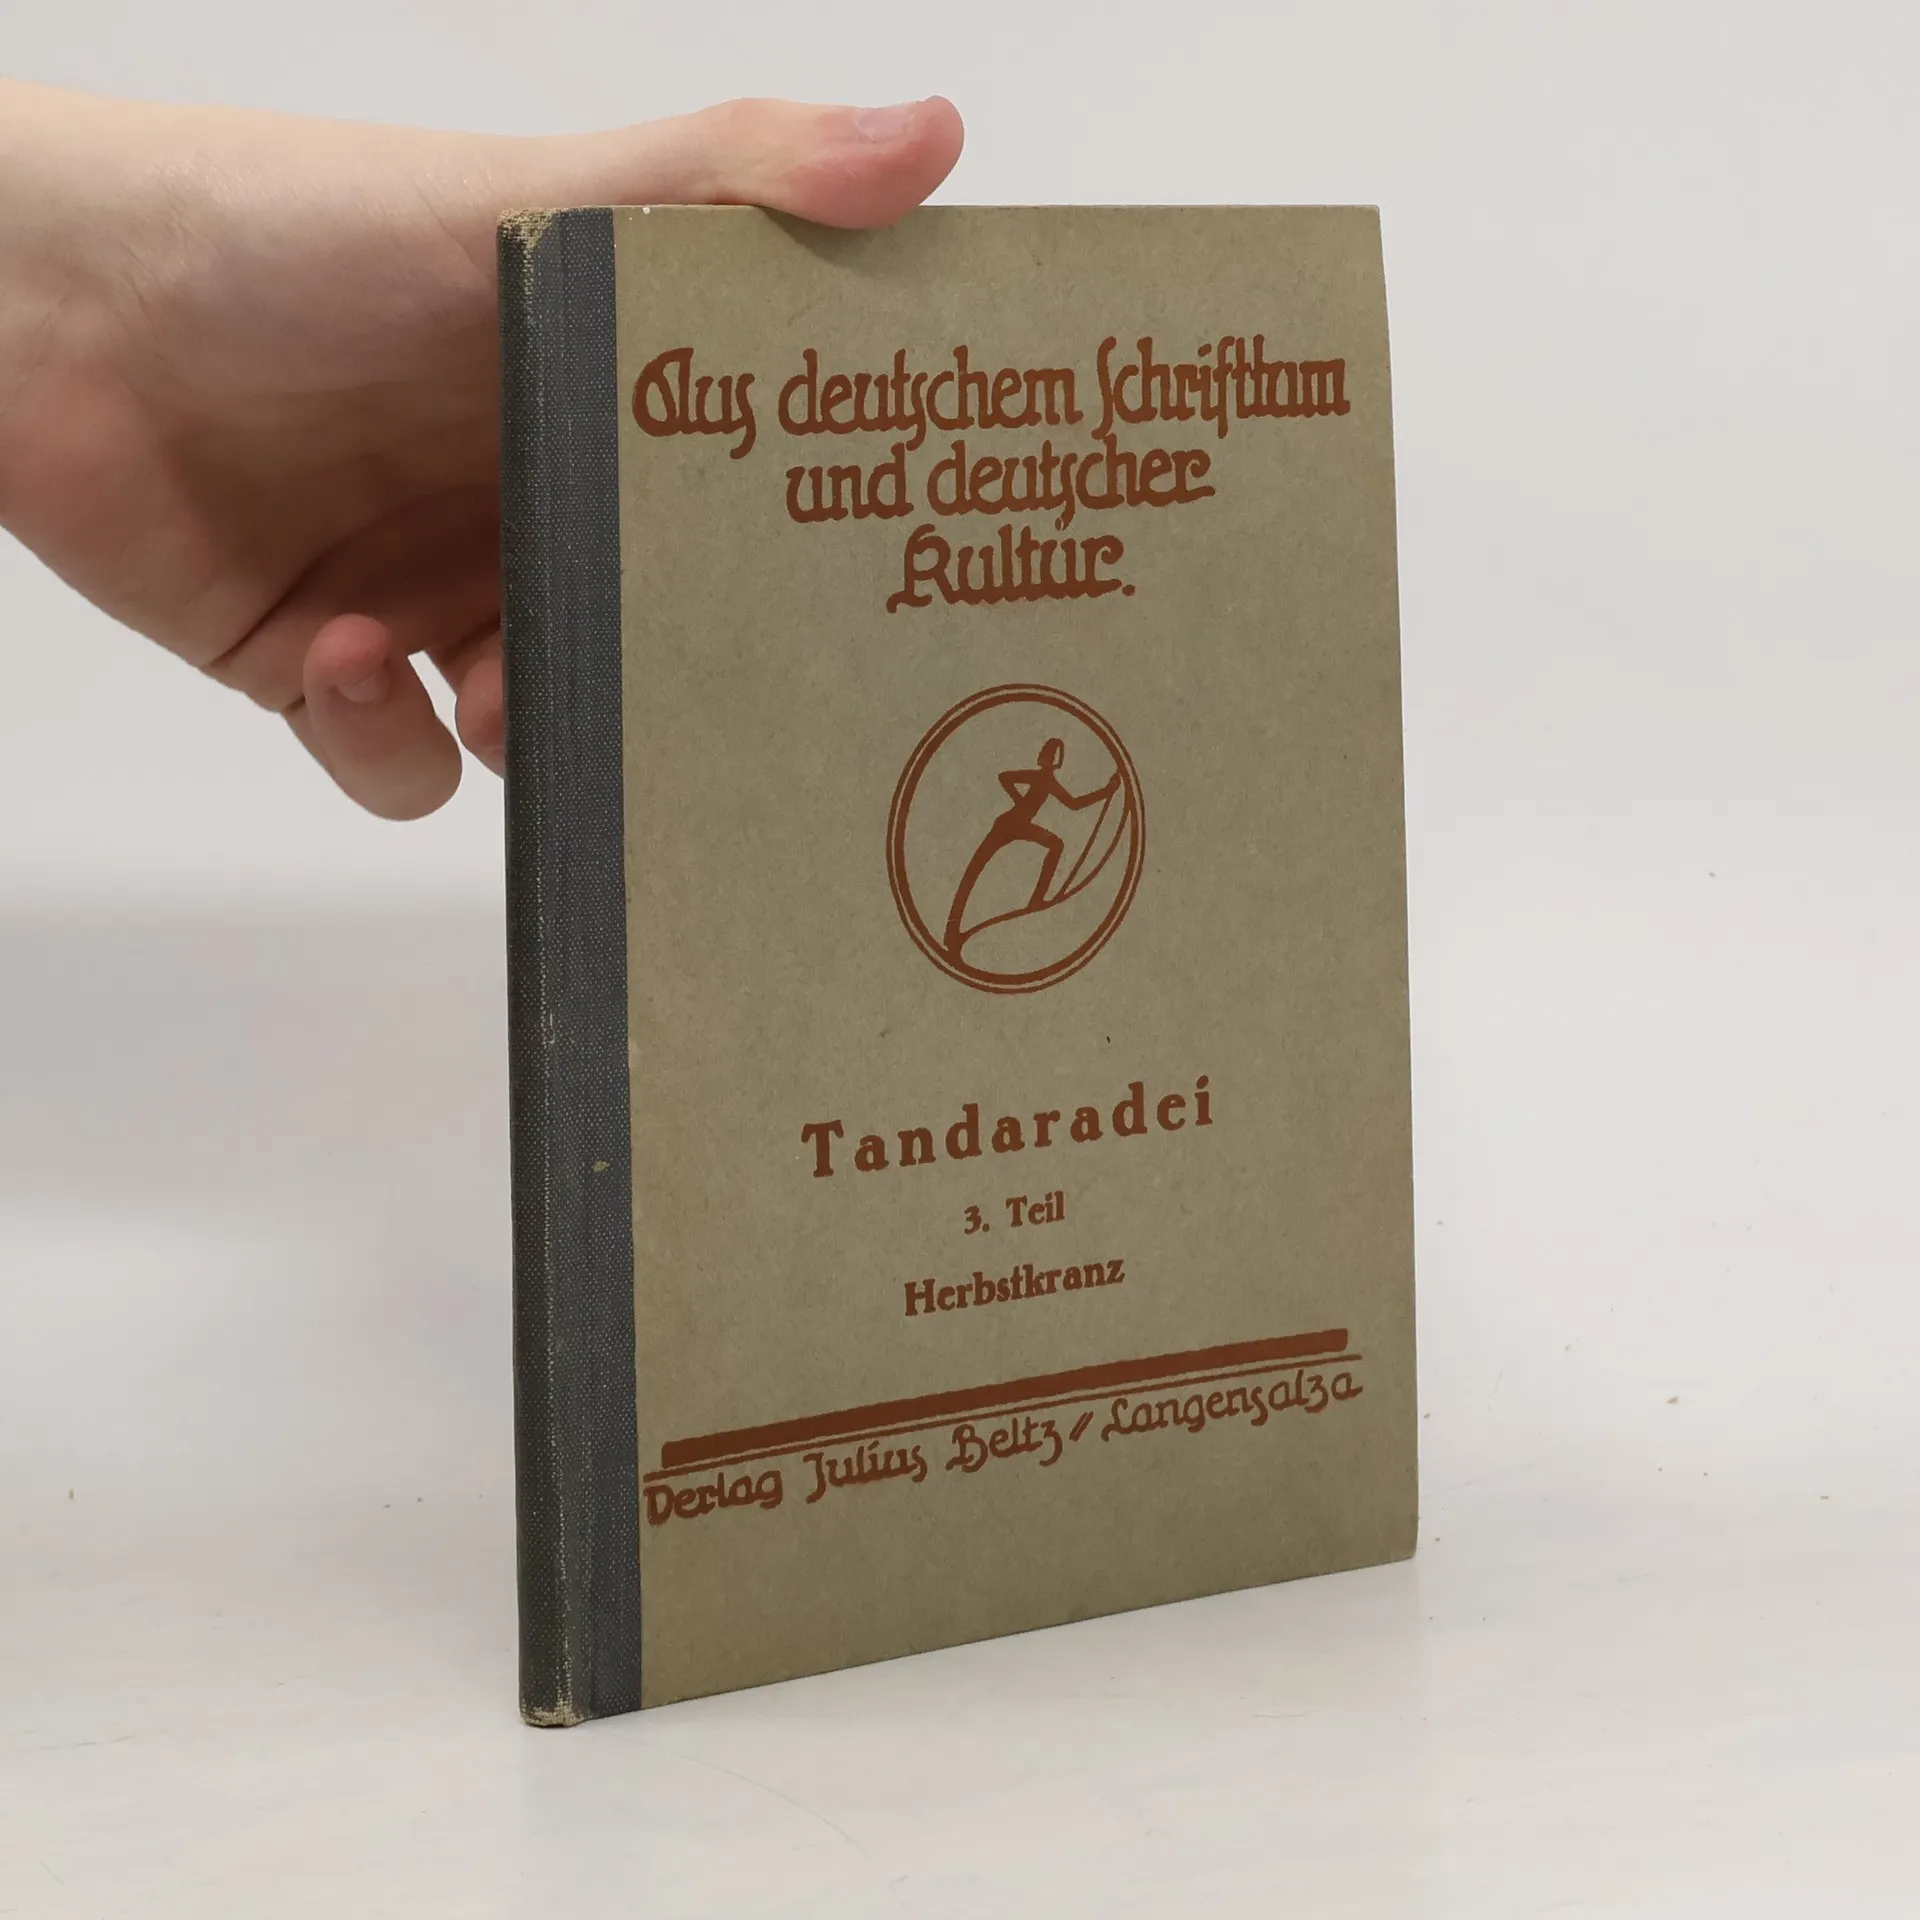 Aus deutschem Schrifttum
und deutscher
Kultur.
Tandaradei
3. Teil
Herbstkranz
Verlag Julius Beltz // Langensalza